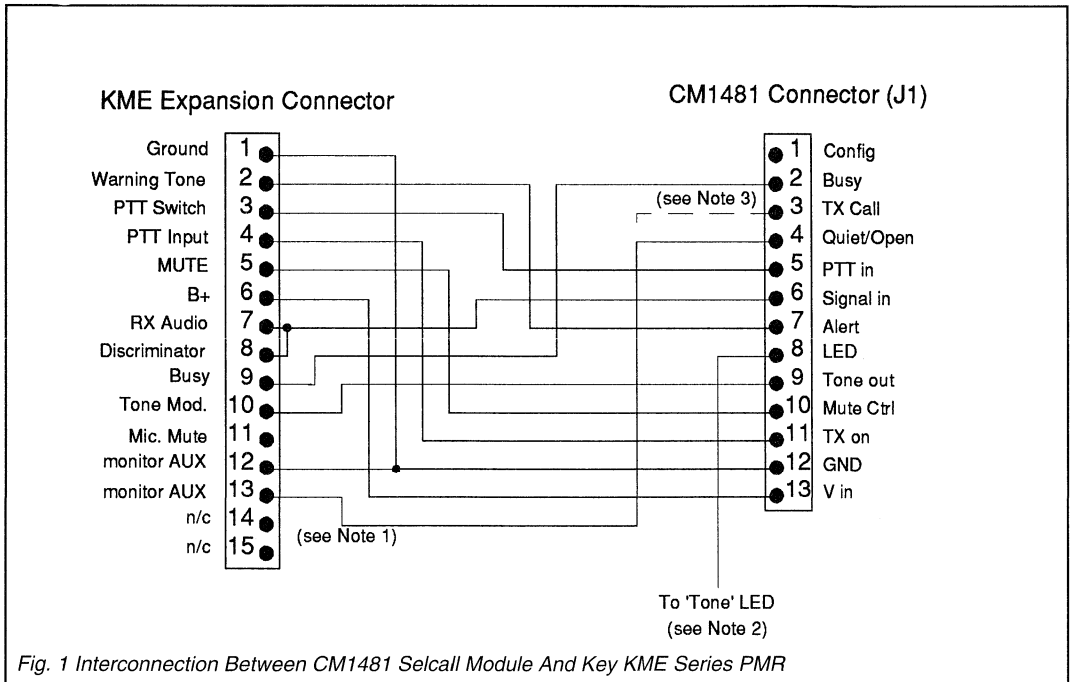 KME Expansion Connector
CM1481 Connector (J1)
Ground 1
Warning Tone 2
PTT Switch 3
PTT Input 4
MUTE 5
B+ 6
RX Audio 7
Discriminator 8
Busy 9
Tone Mod. 10
Mic. Mute 11
monitor AUX 12
monitor AUX 13
n/c 14
n/c 15
(see Note 1)
(see Note 3)
1 Config
2 Busy
3 TX Call
4 Quiet/Open
5 PTT in
6 Signal in
7 Alert
8 LED
9 Tone out
10 Mute Ctrl
11 TX on
12 GND
13 V in
To 'Tone' LED
(see Note 2)
Fig. 1 Interconnection Between CM1481 Selcall Module And Key KME Series PMR